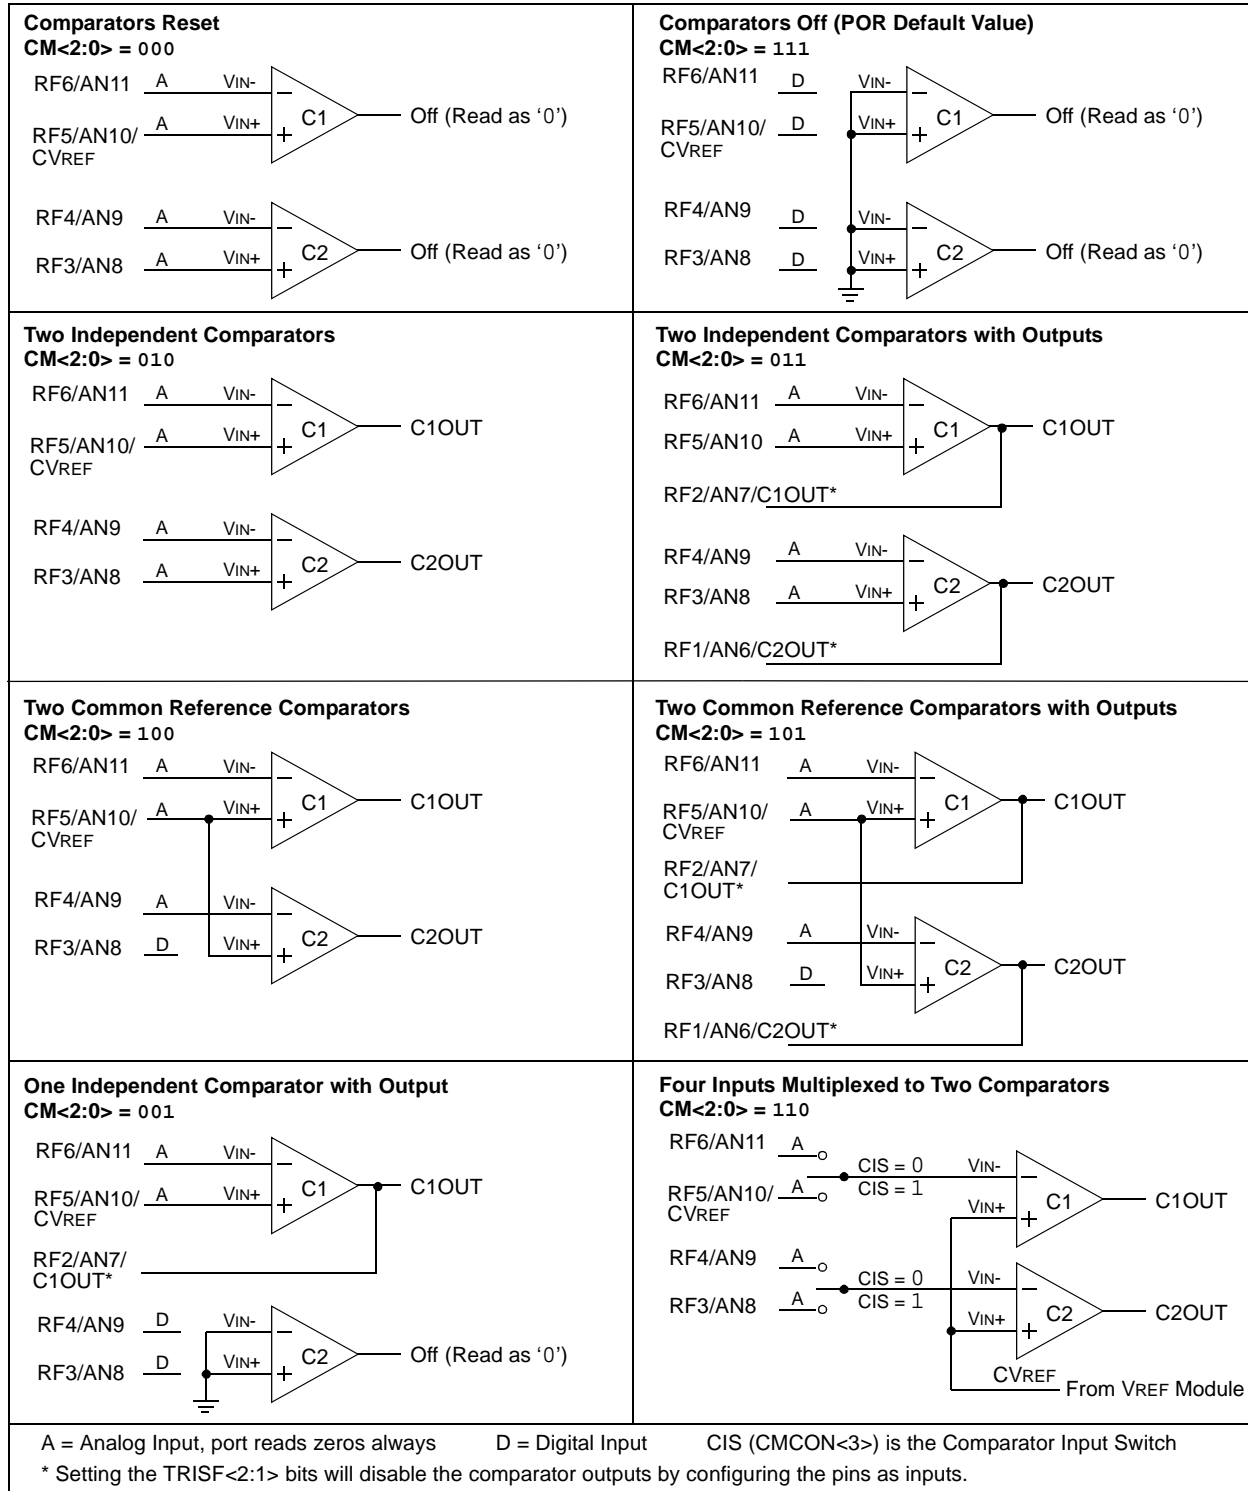 Comparators Reset
CM<2:0> = 000
RF6/AN11 A VIN-
RF5/AN10/ A VIN+
CVREF
C1
Off (Read as ‘0’)
RF4/AN9 A VIN-
RF3/AN8 A VIN+
C2
Off (Read as ‘0’)
Comparators Off (POR Default Value)
CM<2:0> = 111
RF6/AN11 D VIN-
RF5/AN10/ D VIN+
CVREF
C1
Off (Read as ‘0’)
RF4/AN9 D VIN-
RF3/AN8 D VIN+
C2
Off (Read as ‘0’)
Two Independent Comparators
CM<2:0> = 010
RF6/AN11 A VIN-
RF5/AN10/ A VIN+
CVREF
C1
C1OUT
RF4/AN9 A VIN-
RF3/AN8 A VIN+
C2
C2OUT
Two Independent Comparators with Outputs
CM<2:0> = 011
RF6/AN11 A VIN-
RF5/AN10 A VIN+
C1
C1OUT
RF2/AN7/C1OUT*
RF4/AN9 A VIN-
RF3/AN8 A VIN+
C2
C2OUT
RF1/AN6/C2OUT*
Two Common Reference Comparators
CM<2:0> = 100
RF6/AN11 A VIN-
RF5/AN10/ A VIN+
CVREF
C1
C1OUT
RF4/AN9 A VIN-
RF3/AN8 D VIN+
C2
C2OUT
Two Common Reference Comparators with Outputs
CM<2:0> = 101
RF6/AN11 A VIN-
RF5/AN10/ A VIN+
CVREF
C1
C1OUT
RF2/AN7/
C1OUT*
RF4/AN9 A VIN-
RF3/AN8 D VIN+
C2
C2OUT
RF1/AN6/C2OUT*
One Independent Comparator with Output
CM<2:0> = 001
RF6/AN11 A VIN-
RF5/AN10/ A VIN+
CVREF
C1
C1OUT
RF2/AN7/
C1OUT*
RF4/AN9 D VIN-
RF3/AN8 D VIN+
C2
Off (Read as ‘0’)
Four Inputs Multiplexed to Two Comparators
CM<2:0> = 110
RF6/AN11 A
CIS = 0 VIN-
RF5/AN10/ A CIS = 1
CVREF
VIN+
C1
C1OUT
RF4/AN9 A
CIS = 0 VIN-
RF3/AN8 A CIS = 1
VIN+
C2
C2OUT
CVREF
From VREF Module
A = Analog Input, port reads zeros always D = Digital Input CIS (CMCON<3>) is the Comparator Input Switch
* Setting the TRISF<2:1> bits will disable the comparator outputs by configuring the pins as inputs.